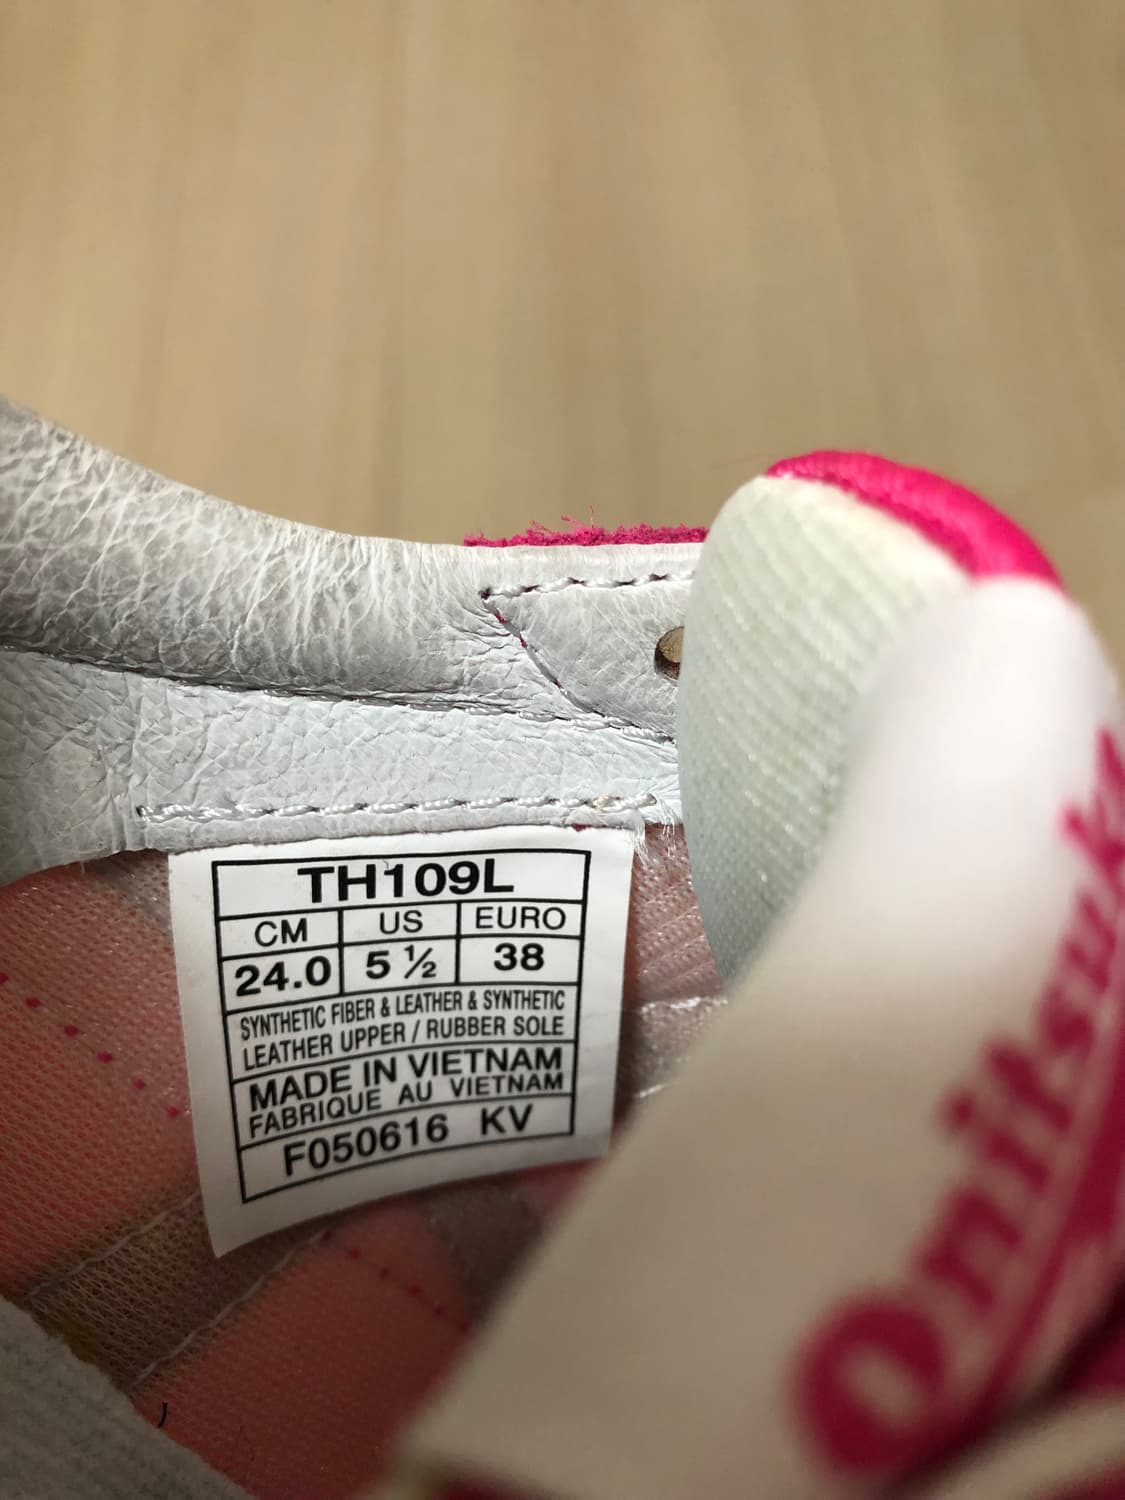 TH109L
CM US EURO
24.0 5 ½ 38
SYNTHETIC FIBER & LEATHER & SYNTHETIC
LEATHER UPPER / RUBBER SOLE
MADE IN VIETNAM
FABRIQUE AU VIETNAM
F050616 KV
Onitsuka